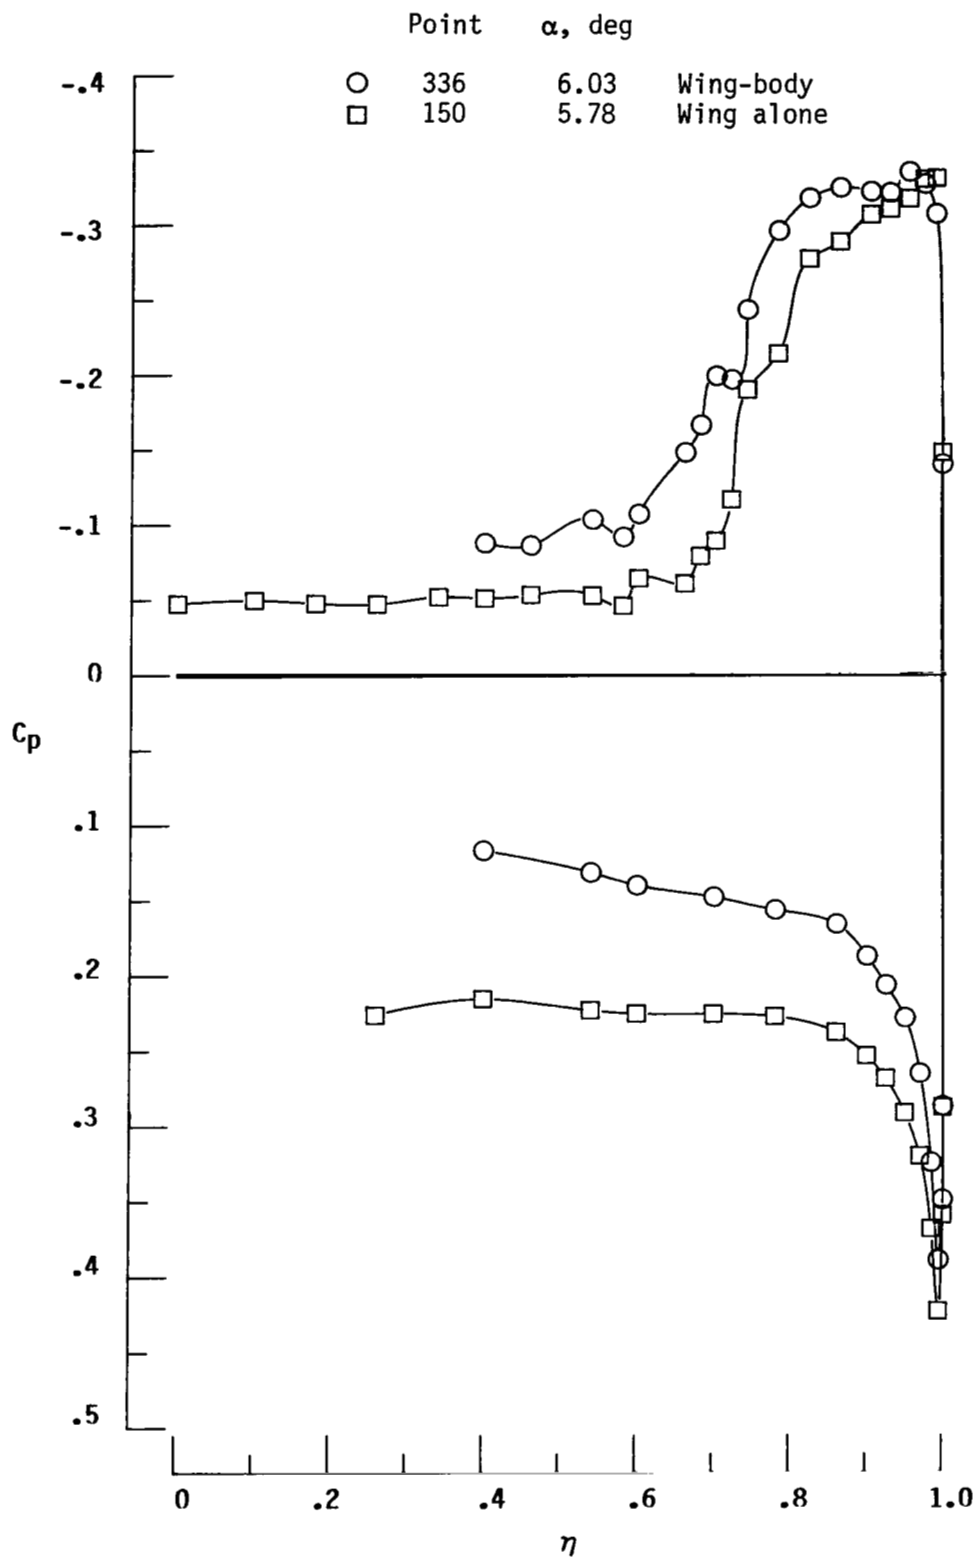 Point α, deg
336 6.03 Wing-body
150 5.78 Wing alone
-.4
-.3
-.2
-.1
0
Cp
.1
.2
.3
.4
.5
0 .2 .4 .6 .8 1.0
η